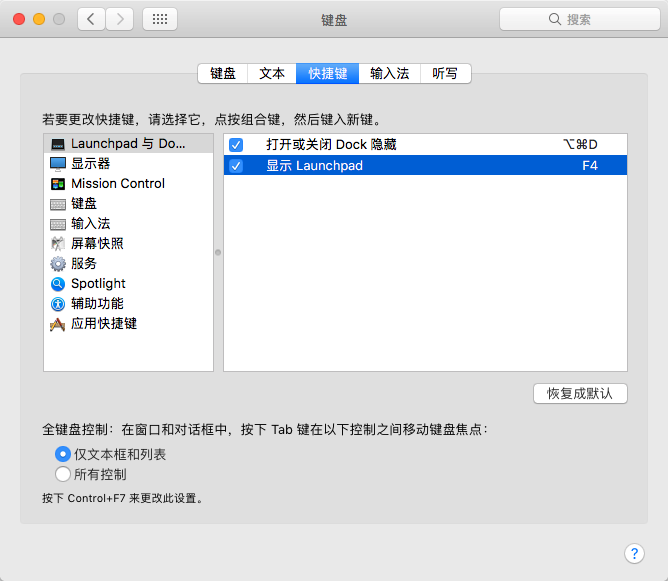 键盘
搜索
键盘 文本 快捷键 输入法 听写
若要更改快捷键，请选择它，点按组合键，然后键入新键。
Launchpad 与 Do...
显示器
Mission Control
键盘
输入法
屏幕快照
服务
Spotlight
辅助功能
应用快捷键
打开或关闭 Dock 隐藏 ⌥⌘D
显示 Launchpad F4
恢复成默认
全键盘控制：在窗口和对话框中，按下 Tab 键在以下控制之间移动键盘焦点：
仅文本框和列表
所有控制
按下 Control+F7 来更改此设置。
?